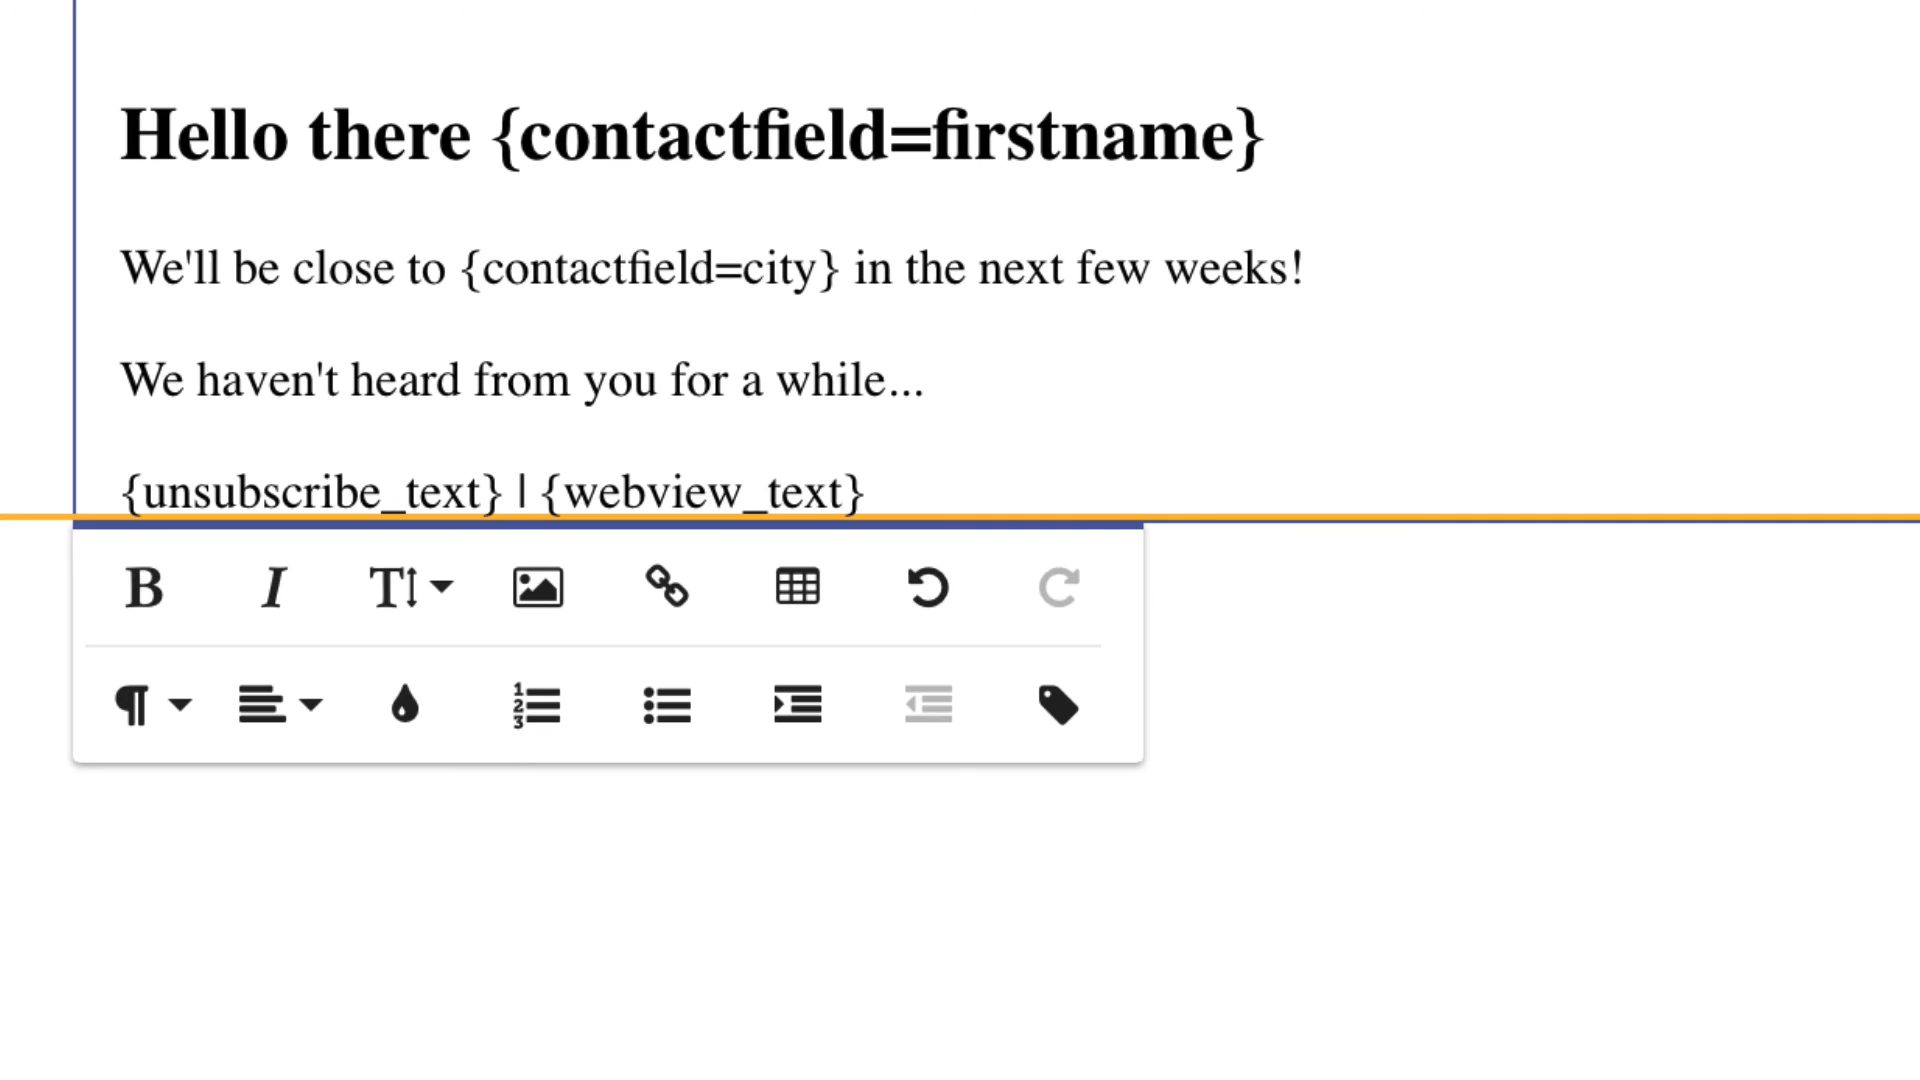 Hello there {contactfield=firstname}
We'll be close to {contactfield=city} in the next few weeks!
We haven't heard from you for a while...
{unsubscribe_text} | {webview_text}